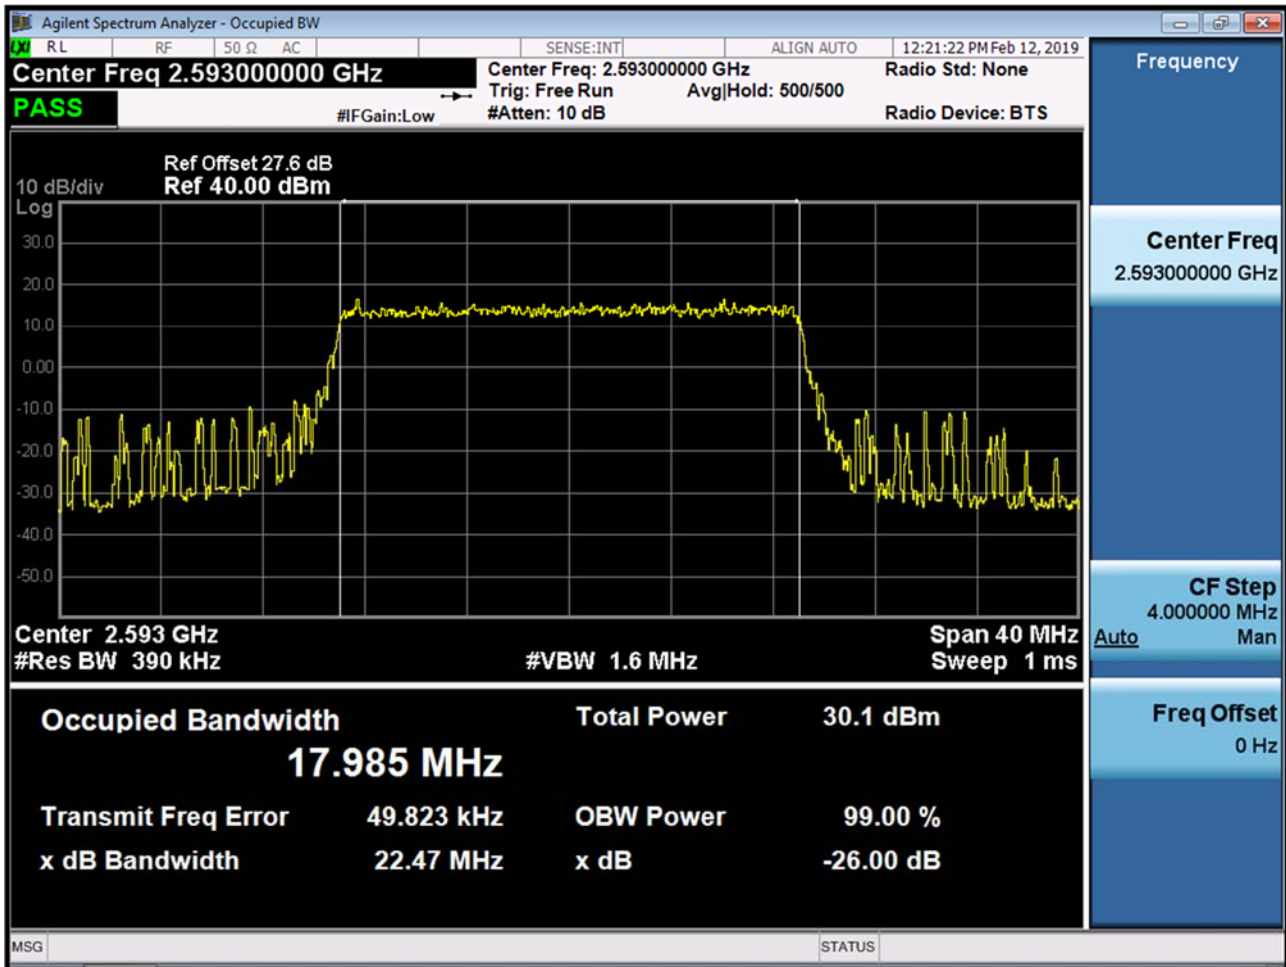 Agilent Spectrum Analyzer - Occupied BW
LXI RL RF 50 Ω AC SENSE:INT ALIGN AUTO 12:21:22 PM Feb 12, 2019
Center Freq 2.593000000 GHz
PASS
#IFGain:Low
Center Freq: 2.593000000 GHz
Trig: Free Run Avg|Hold: 500/500
#Atten: 10 dB
Radio Std: None
Radio Device: BTS
Ref Offset 27.6 dB
10 dB/div Ref 40.00 dBm
Log
30.0
20.0
10.0
0.00
-10.0
-20.0
-30.0
-40.0
-50.0
Center 2.593 GHz Span 40 MHz
#Res BW 390 kHz #VBW 1.6 MHz Sweep 1 ms
Occupied Bandwidth Total Power 30.1 dBm
17.985 MHz
Transmit Freq Error 49.823 kHz OBW Power 99.00 %
x dB Bandwidth 22.47 MHz x dB -26.00 dB
Frequency
Center Freq
2.593000000 GHz
CF Step
4.000000 MHz
Auto Man
Freq Offset
0 Hz
MSG STATUS